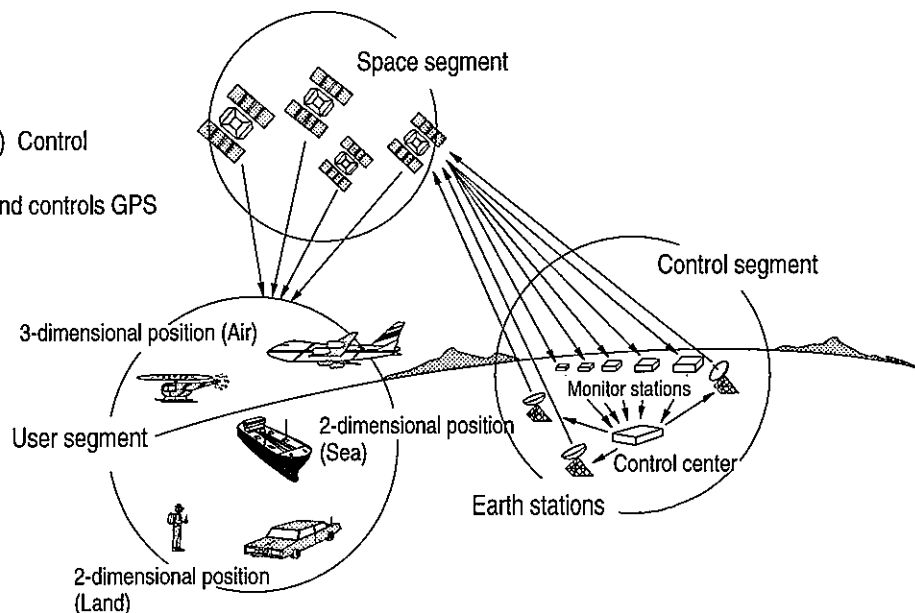 Space segment
) Control
nd controls GPS
Control segment
3-dimensional position (Air)
Monitor stations
User segment
2-dimensional position
(Sea)
Control center
Earth stations
2-dimensional position
(Land)